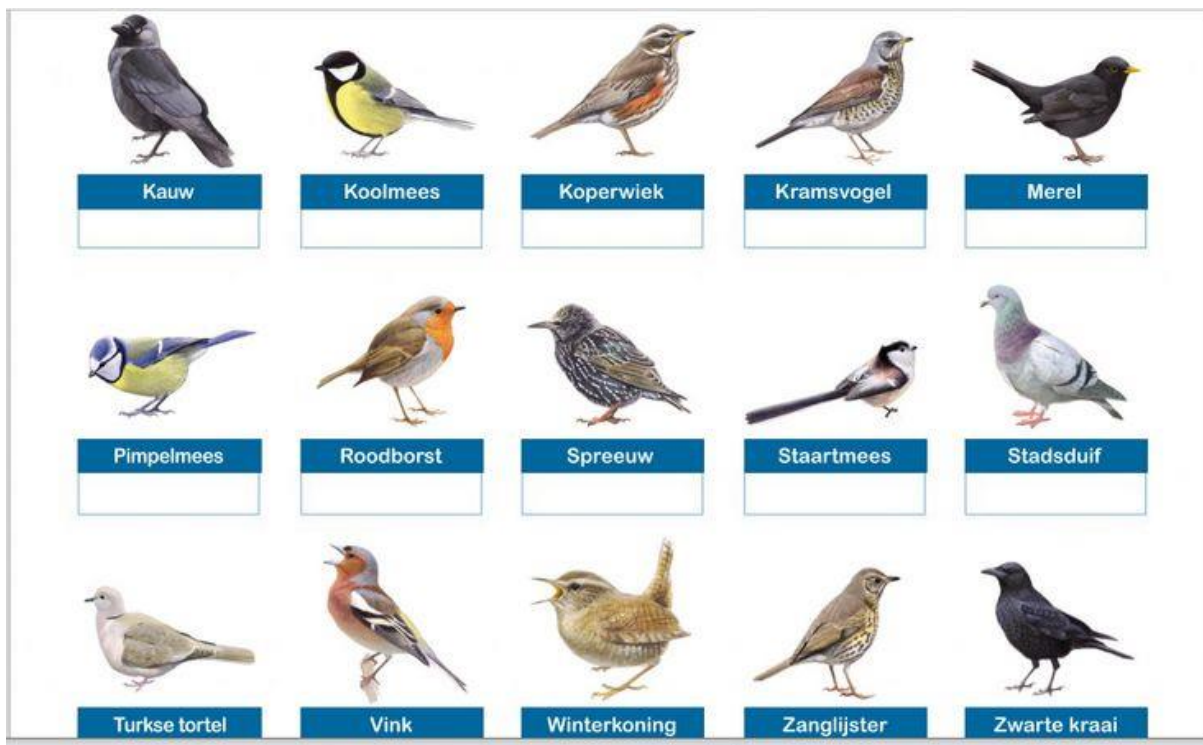 Kauw
Koolmees
Koperwiek
Kramsvogel
Merel
Pimpelmees
Roodborst
Spreeuw
Staartmees
Stadsduif
Turkse tortel
Vink
Winterkoning
Zanglijster
Zwarte kraai